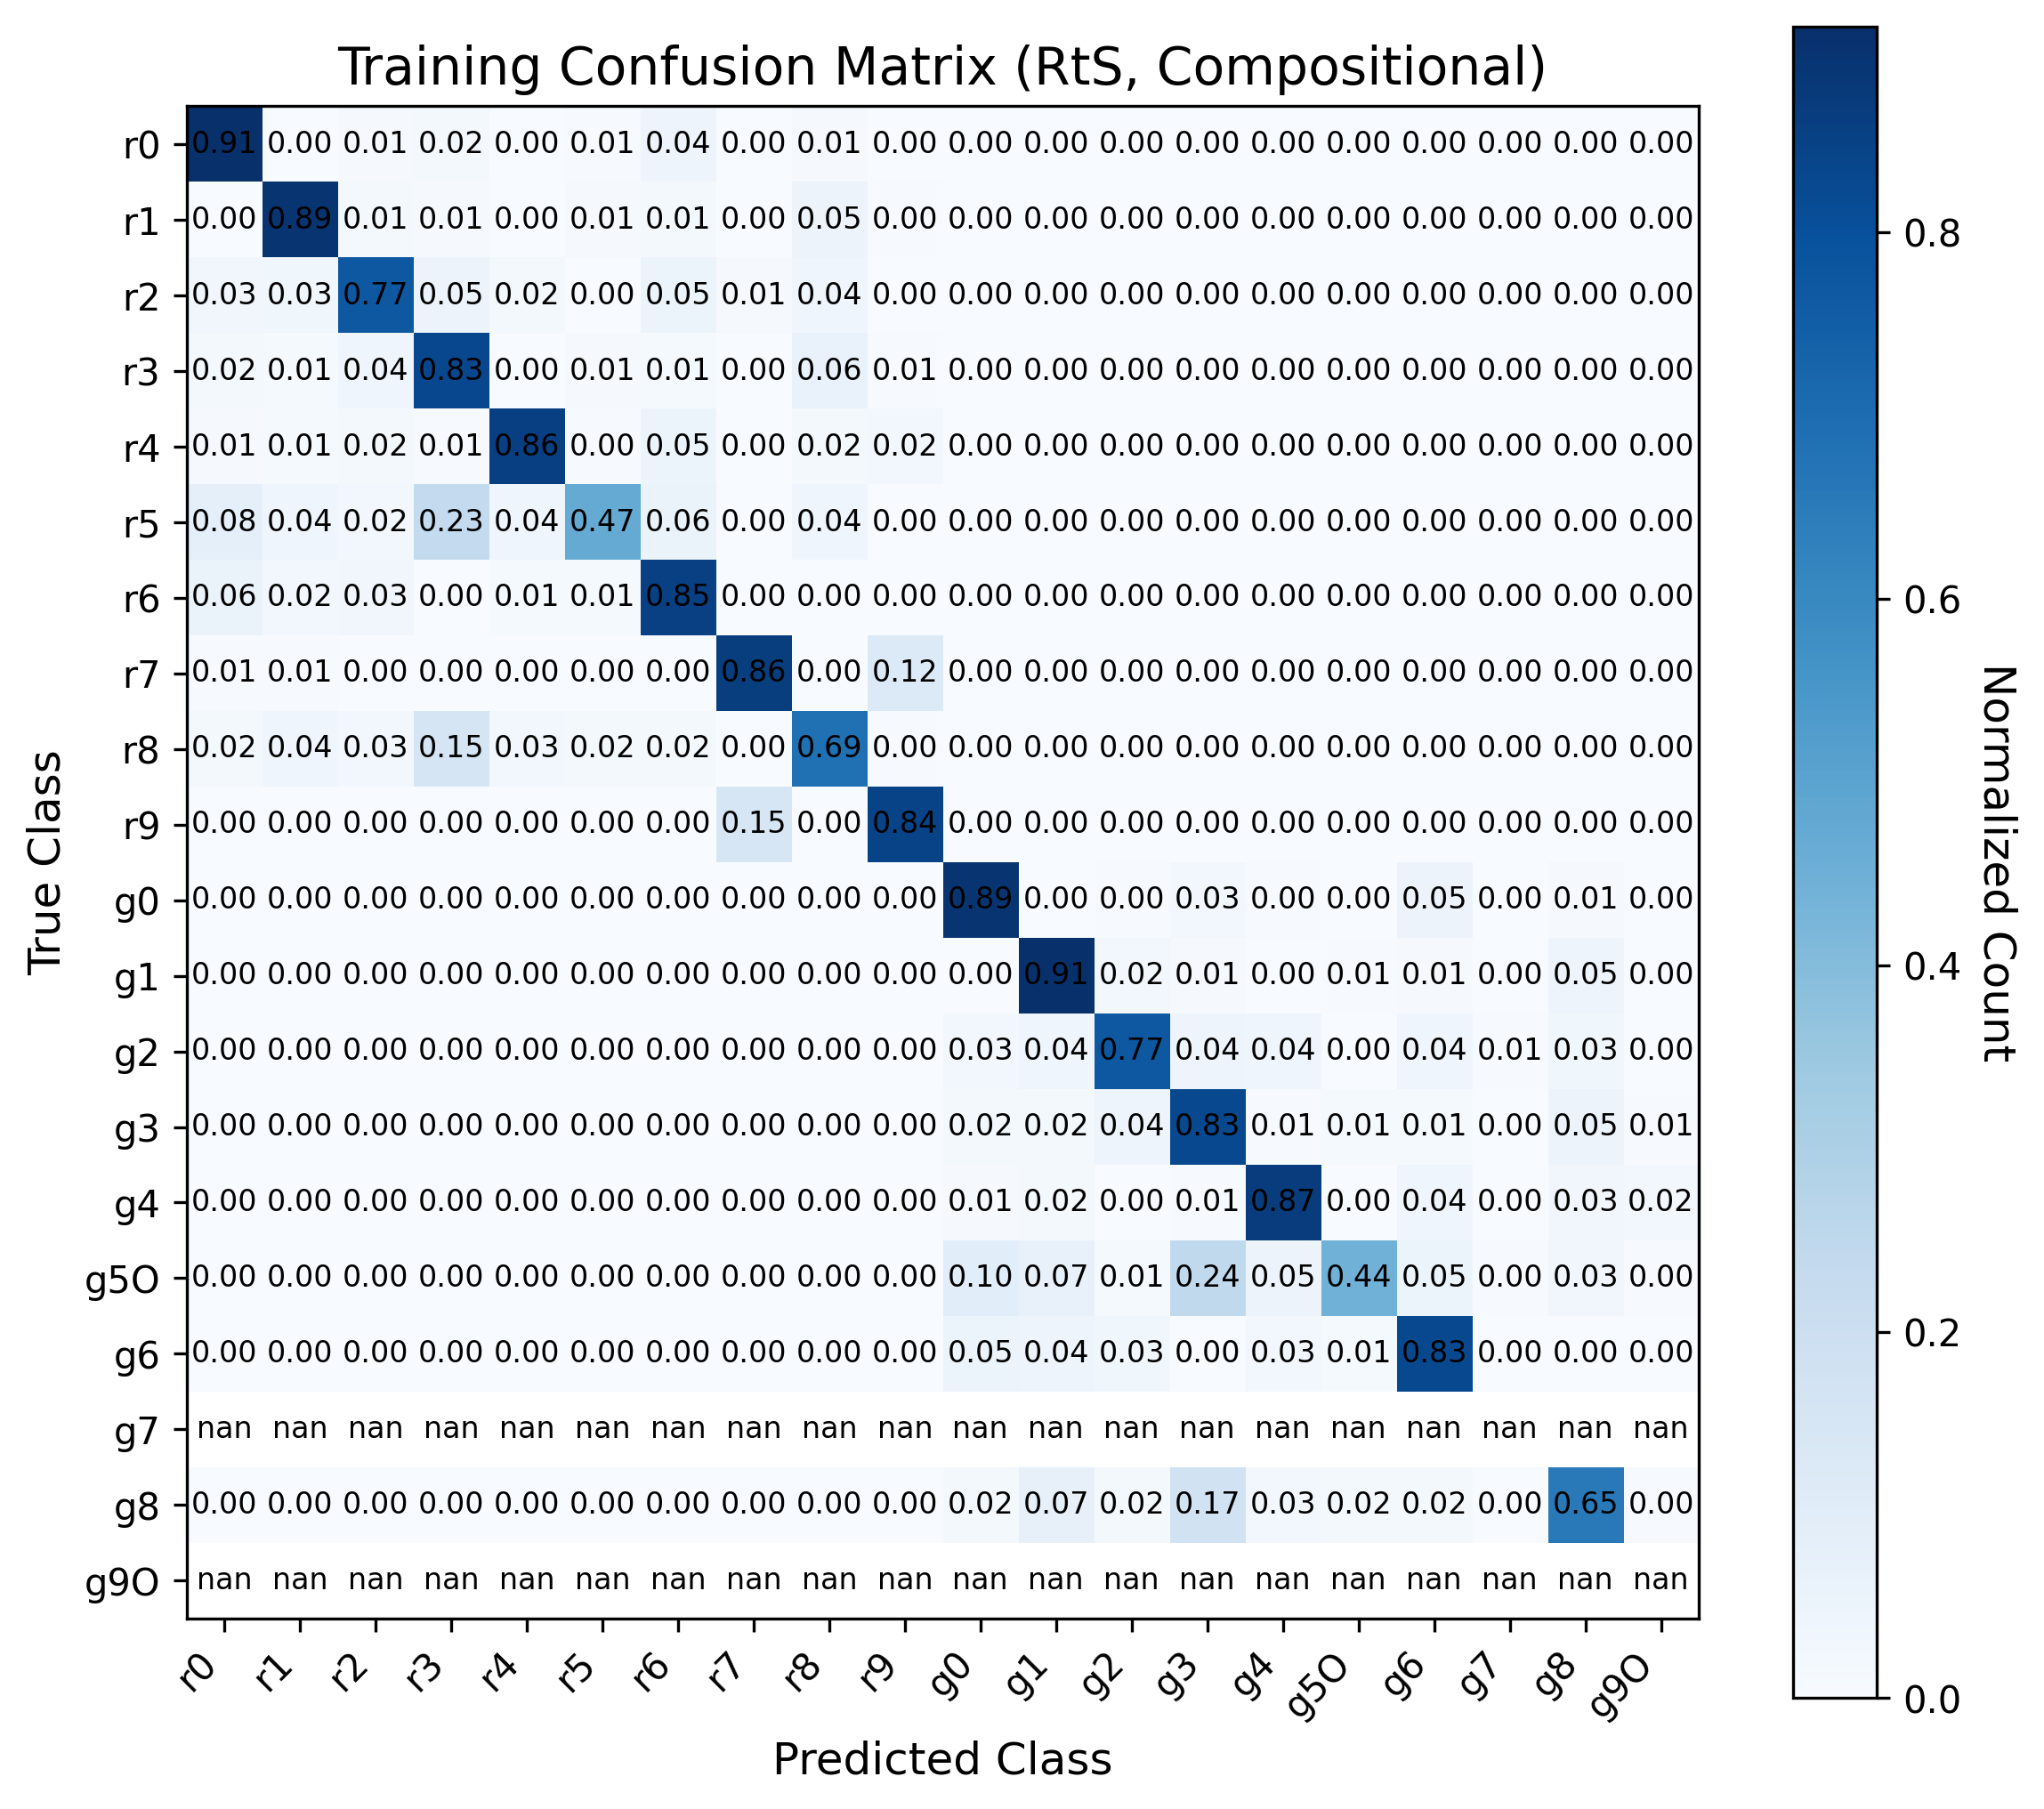 Training Confusion Matrix (RtS, Compositional)
r0 0.91 0.00 0.01 0.02 0.00 0.01 0.04 0.00 0.01 0.00 0.00 0.00 0.00 0.00 0.00 0.00 0.00 0.00 0.00 0.00
r1 0.00 0.89 0.01 0.01 0.00 0.01 0.01 0.00 0.05 0.00 0.00 0.00 0.00 0.00 0.00 0.00 0.00 0.00 0.00 0.00
r2 0.03 0.03 0.77 0.05 0.02 0.00 0.05 0.01 0.04 0.00 0.00 0.00 0.00 0.00 0.00 0.00 0.00 0.00 0.00 0.00
r3 0.02 0.01 0.04 0.83 0.00 0.01 0.01 0.00 0.06 0.01 0.00 0.00 0.00 0.00 0.00 0.00 0.00 0.00 0.00 0.00
r4 0.01 0.01 0.02 0.01 0.86 0.00 0.05 0.00 0.02 0.02 0.00 0.00 0.00 0.00 0.00 0.00 0.00 0.00 0.00 0.00
r5 0.08 0.04 0.02 0.23 0.04 0.47 0.06 0.00 0.04 0.00 0.00 0.00 0.00 0.00 0.00 0.00 0.00 0.00 0.00 0.00
r6 0.06 0.02 0.03 0.00 0.01 0.01 0.85 0.00 0.00 0.00 0.00 0.00 0.00 0.00 0.00 0.00 0.00 0.00 0.00 0.00
r7 0.01 0.01 0.00 0.00 0.00 0.00 0.00 0.86 0.00 0.12 0.00 0.00 0.00 0.00 0.00 0.00 0.00 0.00 0.00 0.00
r8 0.02 0.04 0.03 0.15 0.03 0.02 0.02 0.00 0.69 0.00 0.00 0.00 0.00 0.00 0.00 0.00 0.00 0.00 0.00 0.00
r9 0.00 0.00 0.00 0.00 0.00 0.00 0.00 0.15 0.00 0.84 0.00 0.00 0.00 0.00 0.00 0.00 0.00 0.00 0.00 0.00
g0 0.00 0.00 0.00 0.00 0.00 0.00 0.00 0.00 0.00 0.00 0.89 0.00 0.00 0.03 0.00 0.00 0.05 0.00 0.01 0.00
g1 0.00 0.00 0.00 0.00 0.00 0.00 0.00 0.00 0.00 0.00 0.00 0.91 0.02 0.01 0.00 0.01 0.01 0.00 0.05 0.00
g2 0.00 0.00 0.00 0.00 0.00 0.00 0.00 0.00 0.00 0.00 0.03 0.04 0.77 0.04 0.04 0.00 0.04 0.01 0.03 0.00
g3 0.00 0.00 0.00 0.00 0.00 0.00 0.00 0.00 0.00 0.00 0.02 0.02 0.04 0.83 0.01 0.01 0.01 0.00 0.05 0.01
g4 0.00 0.00 0.00 0.00 0.00 0.00 0.00 0.00 0.00 0.00 0.01 0.02 0.00 0.01 0.87 0.00 0.04 0.00 0.03 0.02
g5O 0.00 0.00 0.00 0.00 0.00 0.00 0.00 0.00 0.00 0.00 0.10 0.07 0.01 0.24 0.05 0.44 0.05 0.00 0.03 0.00
g6 0.00 0.00 0.00 0.00 0.00 0.00 0.00 0.00 0.00 0.00 0.05 0.04 0.03 0.00 0.03 0.01 0.83 0.00 0.00 0.00
g7 nan nan nan nan nan nan nan nan nan nan nan nan nan nan nan nan nan nan nan nan
g8 0.00 0.00 0.00 0.00 0.00 0.00 0.00 0.00 0.00 0.00 0.02 0.07 0.02 0.17 0.03 0.02 0.02 0.00 0.65 0.00
g9O nan nan nan nan nan nan nan nan nan nan nan nan nan nan nan nan nan nan nan nan
r0 r1 r2 r3 r4 r5 r6 r7 r8 r9 g0 g1 g2 g3 g4 g5O g6 g7 g8 g9O
Predicted Class
True Class
0.8
0.6
0.4
0.2
0.0
Normalized Count